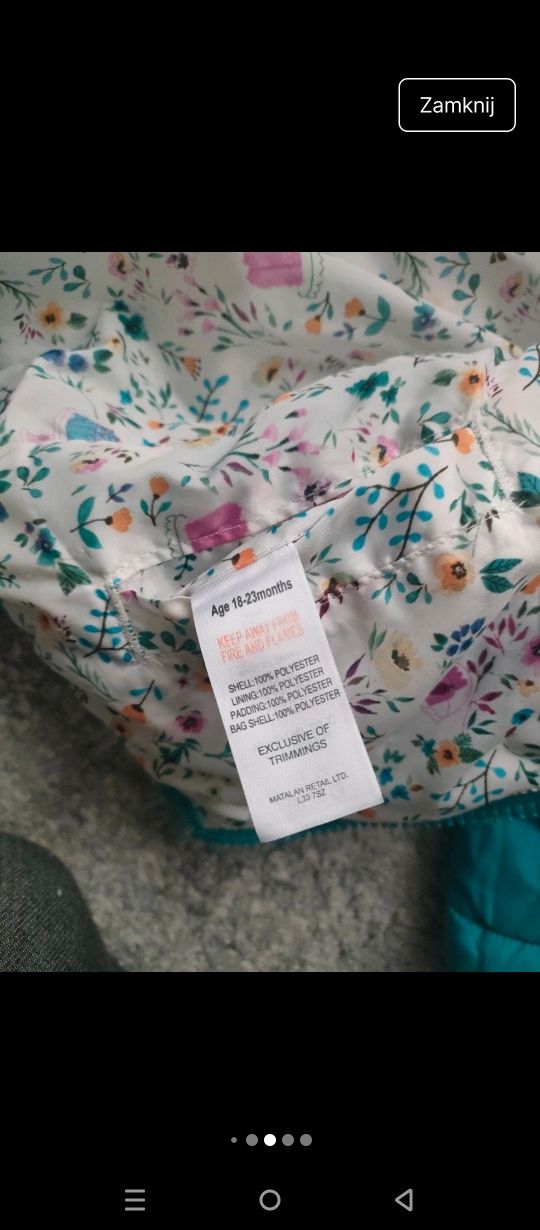 Zamknij
Age 18-23months
KEEP AWAY FROM
FIRE AND FLAMES
SHELL:100% POLYESTER
LINING:100% POLYESTER
PADDING:100% POLYESTER
BAG SHELL:100% POLYESTER
EXCLUSIVE OF
TRIMMINGS
MATALAN RETAIL LTD.
L33 7SZ